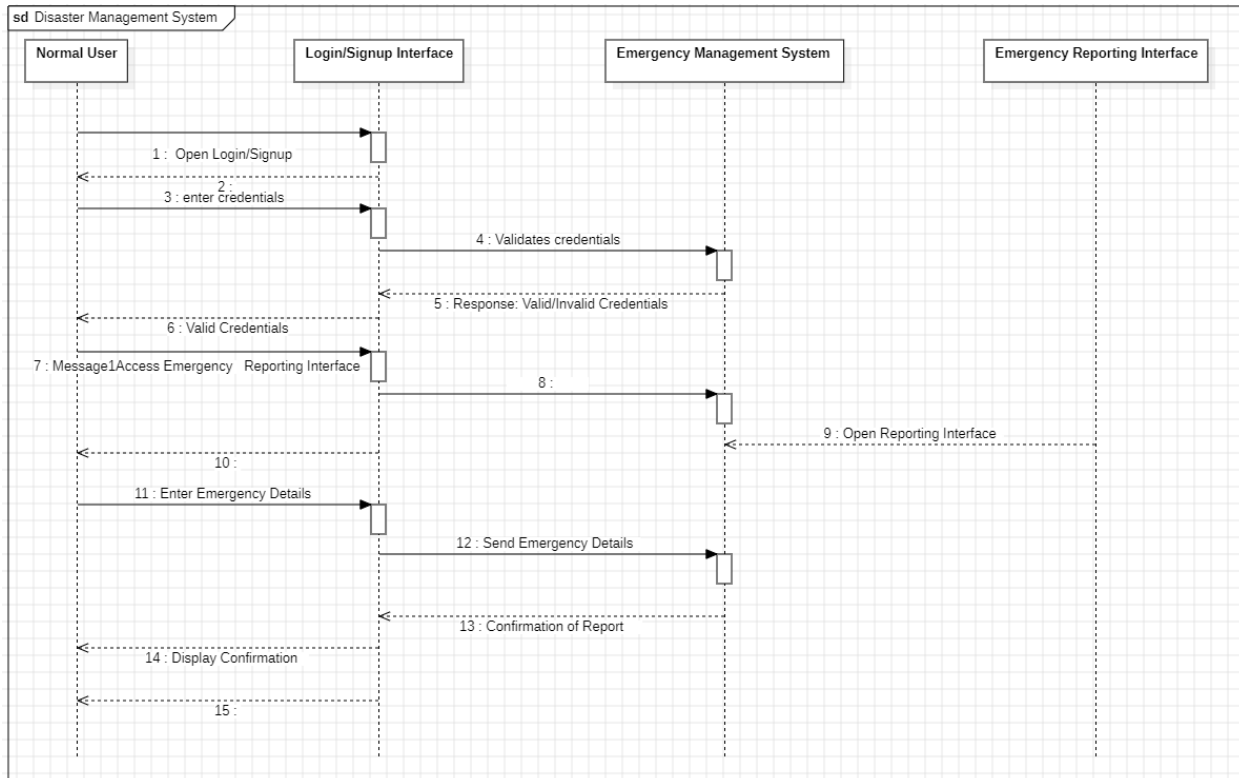 sd Disaster Management System
Normal User
Login/Signup Interface
Emergency Management System
Emergency Reporting Interface
1 : Open Login/Signup
2 :
3 : enter credentials
4 : Validates credentials
5 : Response: Valid/Invalid Credentials
6 : Valid Credentials
7 : Message1Access Emergency Reporting Interface
8 :
9 : Open Reporting Interface
10 :
11 : Enter Emergency Details
12 : Send Emergency Details
13 : Confirmation of Report
14 : Display Confirmation
15 :